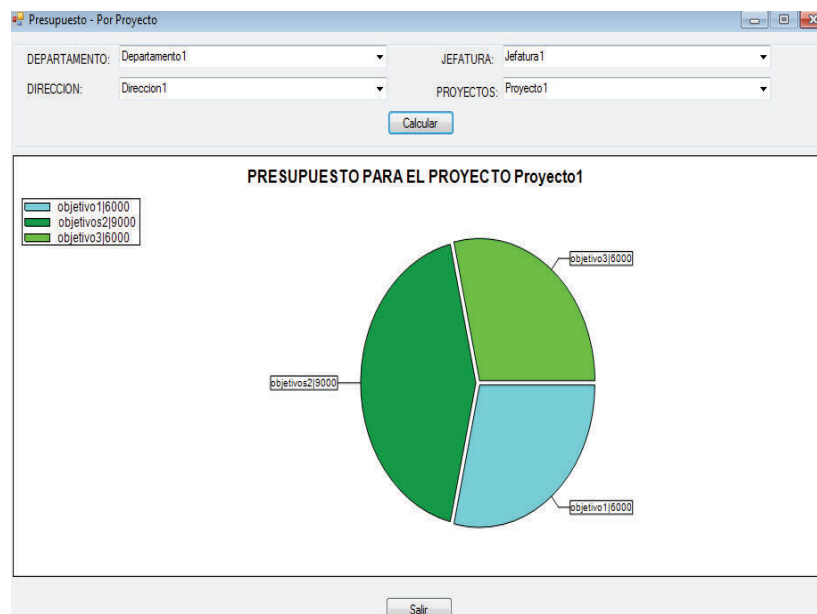 Presupuesto - Por Proyecto
DEPARTAMENTO: Departamento1 JEFATURA: Jefatura1
DIRECCION: Direccion1 PROYECTOS: Proyecto1
Calcular
PRESUPUESTO PARA EL PROYECTO Proyecto1
objetivo1|6000
objetivos2|9000
objetivo3|6000
objetivo3|6000
objetivos2|9000
objetivo1|6000
Salir